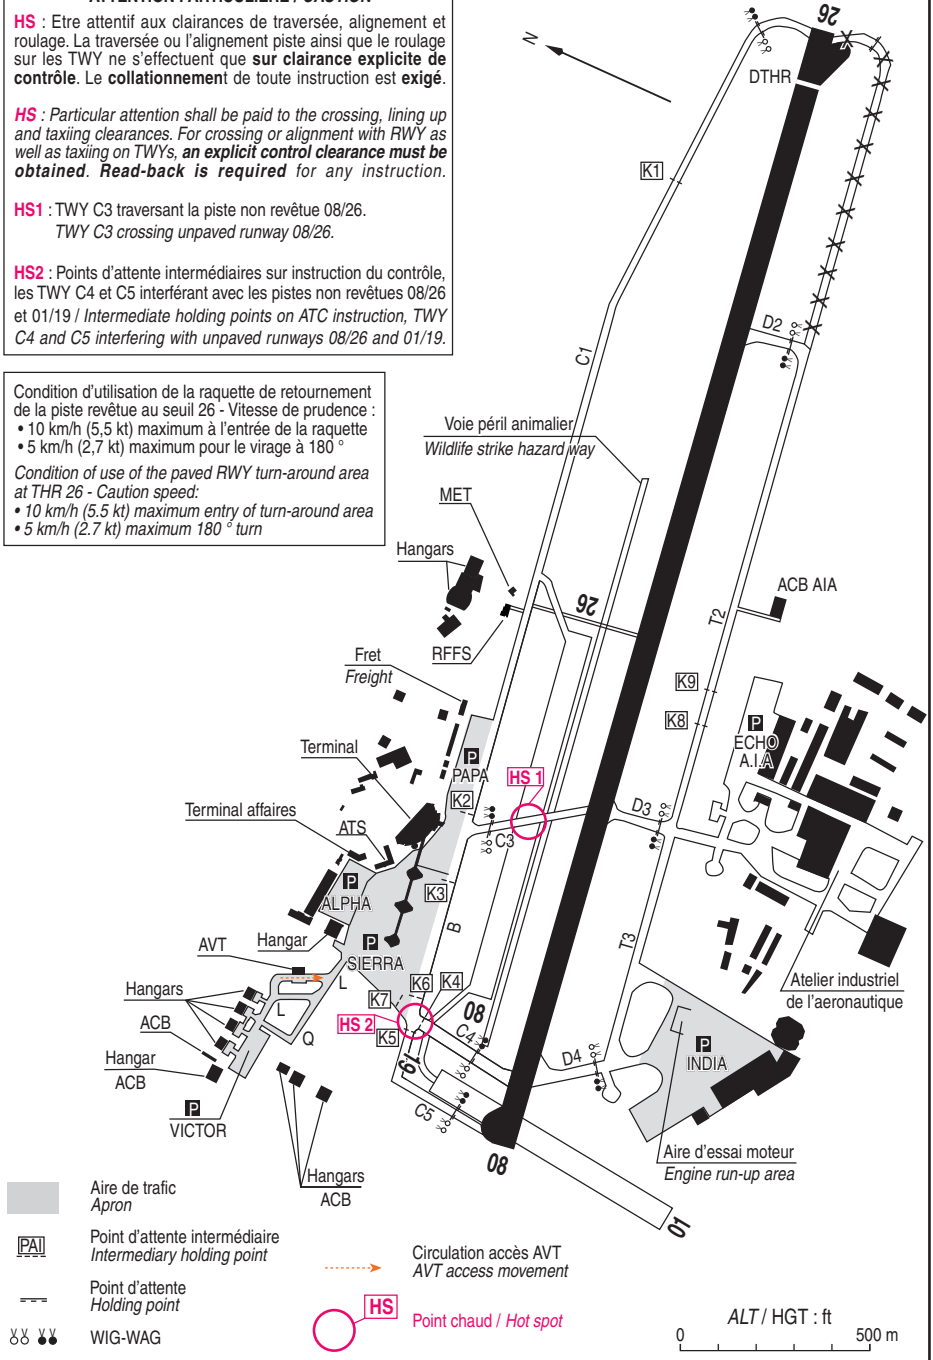 ATTENTION PARTICULIÈRE / CAUTION
HS : Etre attentif aux clairances de traversée, alignement et
roulage. La traversée ou l'alignement piste ainsi que le roulage
sur les TWY ne s'effectuent que sur clairance explicite de
contrôle. Le collationnement de toute instruction est exigé.
HS : Particular attention shall be paid to the crossing, lining up
and taxiing clearances. For crossing or alignment with RWY as
well as taxiing on TWYs, an explicit control clearance must be
obtained. Read-back is required for any instruction.
HS1 : TWY C3 traversant la piste non revêtue 08/26.
TWY C3 crossing unpaved runway 08/26.
HS2 : Points d'attente intermédiaires sur instruction du contrôle,
les TWY C4 et C5 interférant avec les pistes non revêtues 08/26
et 01/19 / Intermediate holding points on ATC instruction, TWY
C4 and C5 interfering with unpaved runways 08/26 and 01/19.
Condition d'utilisation de la raquette de retournement
de la piste revêtue au seuil 26 - Vitesse de prudence :
• 10 km/h (5,5 kt) maximum à l'entrée de la raquette
• 5 km/h (2,7 kt) maximum pour le virage à 180 °
Condition of use of the paved RWY turn-around area
at THR 26 - Caution speed:
• 10 km/h (5.5 kt) maximum entry of turn-around area
• 5 km/h (2.7 kt) maximum 180 ° turn
N
26
DTHR
K1
D2
C1
Voie péril animalier
Wildlife strike hazard way
MET
Hangars
26
ACB AIA
T2
RFFS
Fret
Freight
K9
K8
P
ECHO
A.I.A
Terminal
P
PAPA
HS 1
K2
D3
Terminal affaires
ATS
C3
P
ALPHA
K3
B
T3
AVT
Hangar
P
SIERRA
L
K6
K4
K7
Atelier industriel
de l'aeronautique
Hangars
L
08
HS 2
K5
C4
ACB
Q
19
D4
P
INDIA
Hangar
ACB
C5
P
VICTOR
08
Aire d'essai moteur
Engine run-up area
Hangars
ACB
01
Aire de trafic
Apron
PAI
Point d'attente intermédiaire
Intermediary holding point
Circulation accès AVT
AVT access movement
Point d'attente
Holding point
HS
Point chaud / Hot spot
WIG-WAG
ALT / HGT : ft
0
500 m